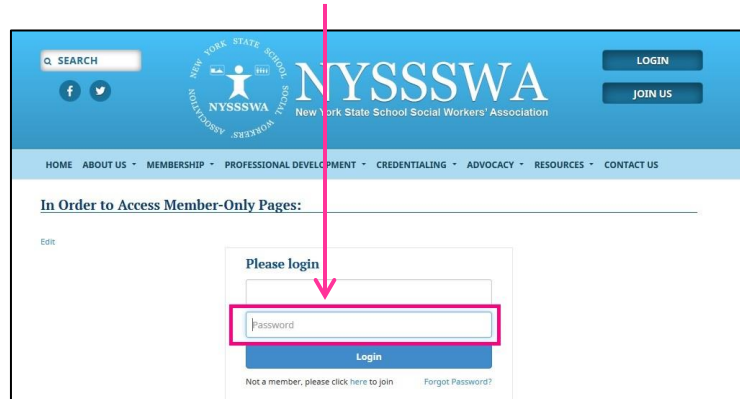 SEARCH
LOGIN
JOIN US
NEW YORK STATE SCHOOL SOCIAL WORKERS' ASSOCIATION
NYSSSWA
NYSSSWA
New York State School Social Workers' Association
HOME ABOUT US MEMBERSHIP PROFESSIONAL DEVELOPMENT CREDENTIALING ADVOCACY RESOURCES CONTACT US
In Order to Access Member-Only Pages:
Edit
Please login
Password
Login
Not a member, please click here to join Forgot Password?